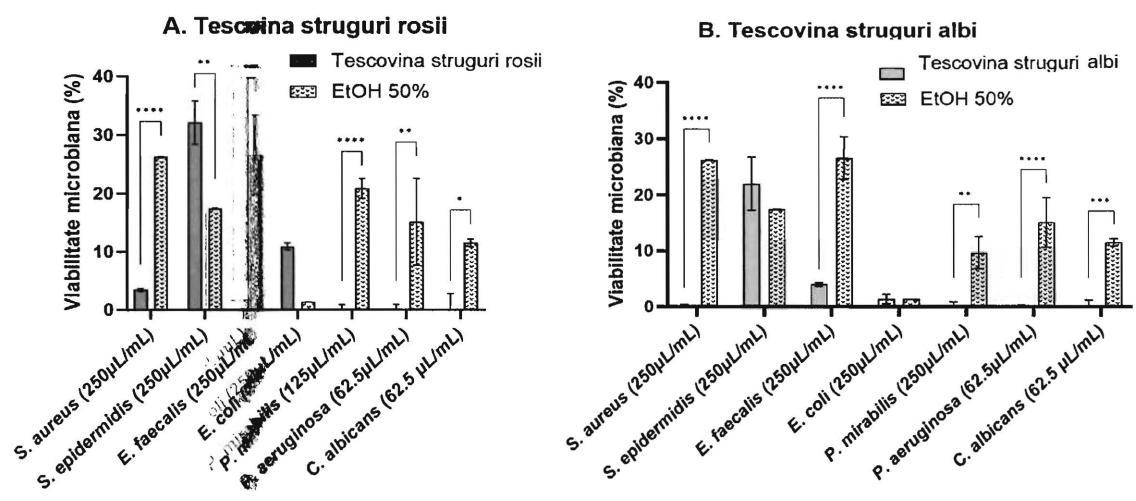 A. Tescovina struguri rosii
Tescovina struguri rosii
EtOH 50%
Viabilitate microbiana (%)
40
30
20
10
0
****
**
****
**
*
S. aureus (250µL/mL)
S. epidermidis (250µL/mL)
E. faecalis (250µL/mL)
E. coli
P. mirabilis (125µL/mL)
P. aeruginosa (62.5µL/mL)
C. albicans (62.5 µL/mL)
B. Tescovina struguri albi
Tescovina struguri albi
EtOH 50%
Viabilitate microbiana (%)
40
30
20
10
0
****
****
**
****
***
S. aureus (250µL/mL)
S. epidermidis (250µL/mL)
E. faecalis (250µL/mL)
E. coli (250µL/mL)
P. mirabilis (250µL/mL)
P. aeruginosa (62.5µL/mL)
C. albicans (62.5 µL/mL)